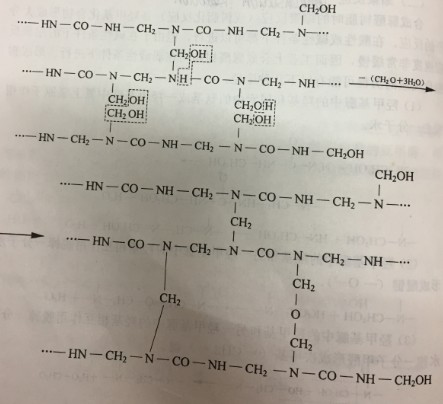 CH₂OH
···—HN—CO—NH—CH₂—N—CO—NH—CH₂—N—···
CH₂OH
···—HN—CO—N—CH₂—NH—CO—N—CH₂—NH—···
—(CH₂O+3H₂O)
CH₂OH CH₂OH
CH₂OH CH₂OH
···—HN—CH₂—N—CO—NH—CH₂—N—CO—NH—CH₂OH
CH₂OH
···—HN—CO—NH—CH₂—N—CO—NH—CH₂—N—···
CH₂
···—HN—CO—N—CH₂—N—CO—N—CH₂—NH—···
CH₂
CH₂
O
CH₂
···—HN—CH₂—N—CO—NH—CH₂—N—CO—NH—CH₂OH